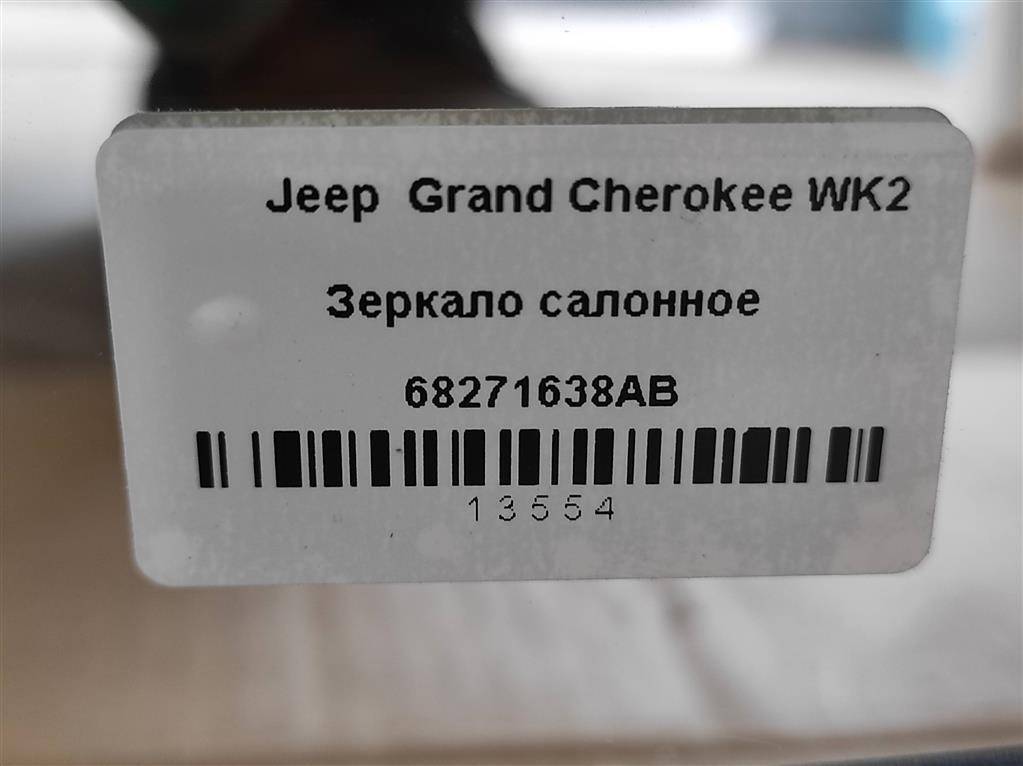 Jeep Grand Cherokee WK2
Зеркало салонное
68271638AB
13554